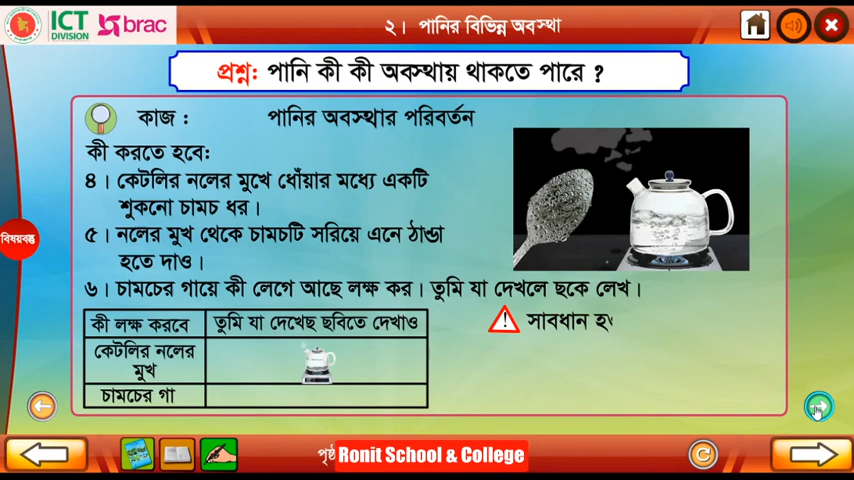 ICT
DIVISION
brac
২। পানির বিভিন্ন অবস্থা
প্রশ্ন: পানি কী কী অবস্থায় থাকতে পারে ?
কাজ : পানির অবস্থার পরিবর্তন
কী করতে হবে:
৪। কেটলির নলের মুখে ধোঁয়ার মধ্যে একটি
শুকনো চামচ ধর।
৫। নলের মুখ থেকে চামচটি সরিয়ে এনে ঠাণ্ডা
হতে দাও।
৬। চামচের গায়ে কী লেগে আছে লক্ষ কর। তুমি যা দেখলে ছকে লেখ।
বিষয়বস্তু
কী লক্ষ করবে তুমি যা দেখেছ ছবিতে দেখাও
সাবধান
কেটলির নলের
মুখ
চামচের গা
Ronit School & College